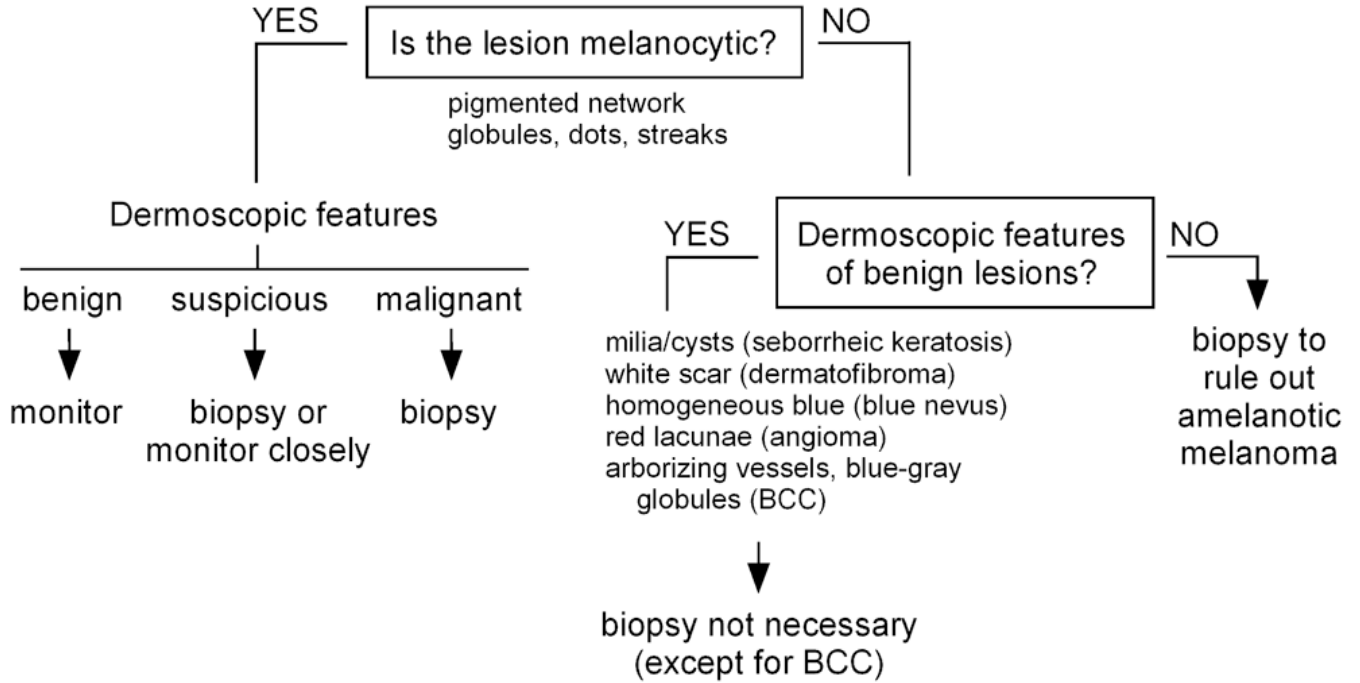 YES
Is the lesion melanocytic?
NO
pigmented network
globules, dots, streaks
Dermoscopic features
benign
suspicious
malignant
monitor
biopsy or
monitor closely
biopsy
YES
Dermoscopic features
of benign lesions?
NO
milia/cysts (seborrheic keratosis)
white scar (dermatofibroma)
homogeneous blue (blue nevus)
red lacunae (angioma)
arborizing vessels, blue-gray
globules (BCC)
biopsy not necessary
(except for BCC)
biopsy to
rule out
amelanotic
melanoma